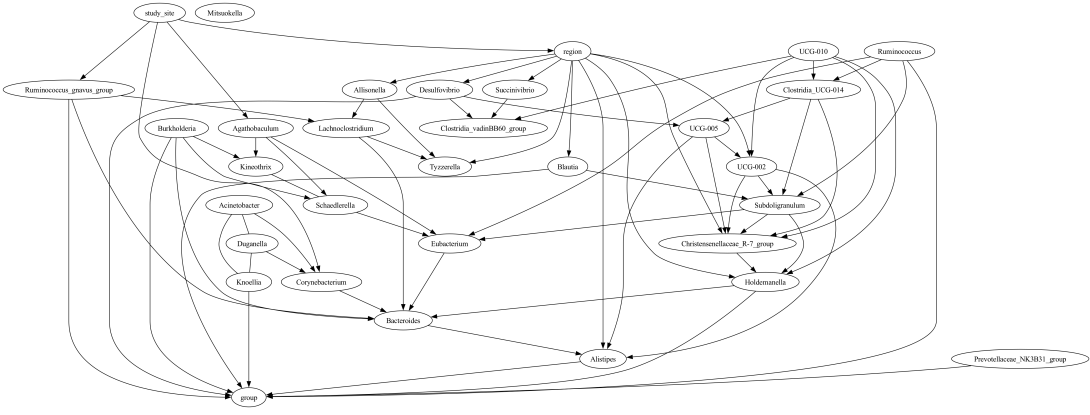 study_site
Mitsuokella
region
UCG-010
Ruminococcus
Ruminococcus_gnavus_group
Allisonella
Desulfovibrio
Succinivibrio
Clostridia_UCG-014
Burkholderia
Agathobaculum
Lachnoclostridium
Clostridia_vadinBB60_group
UCG-005
Kineothrix
Tyzzerella
Blautia
UCG-002
Acinetobacter
Schaedlerella
Subdoligranulum
Duganella
Eubacterium
Christensenellaceae_R-7_group
Knoellia
Corynebacterium
Holdemanella
Bacteroides
Alistipes
Prevotellaceae_NK3B31_group
group